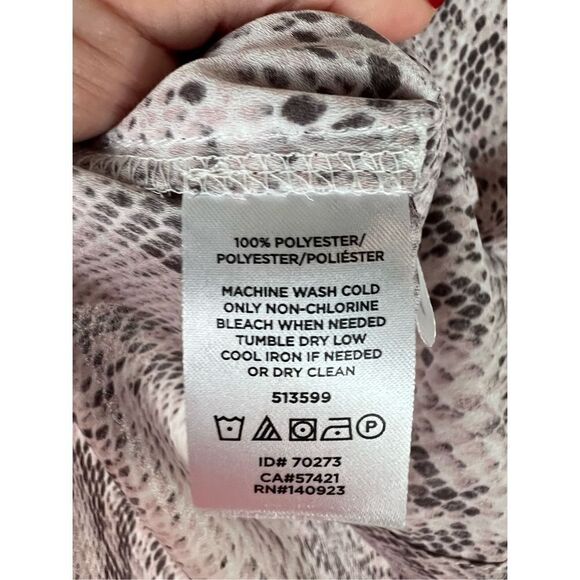 100% POLYESTER/
POLYESTER/POLIÉSTER
MACHINE WASH COLD
ONLY NON-CHLORINE
BLEACH WHEN NEEDED
TUMBLE DRY LOW
COOL IRON IF NEEDED
OR DRY CLEAN
513599
P
ID# 70273
CA#57421
RN#140923